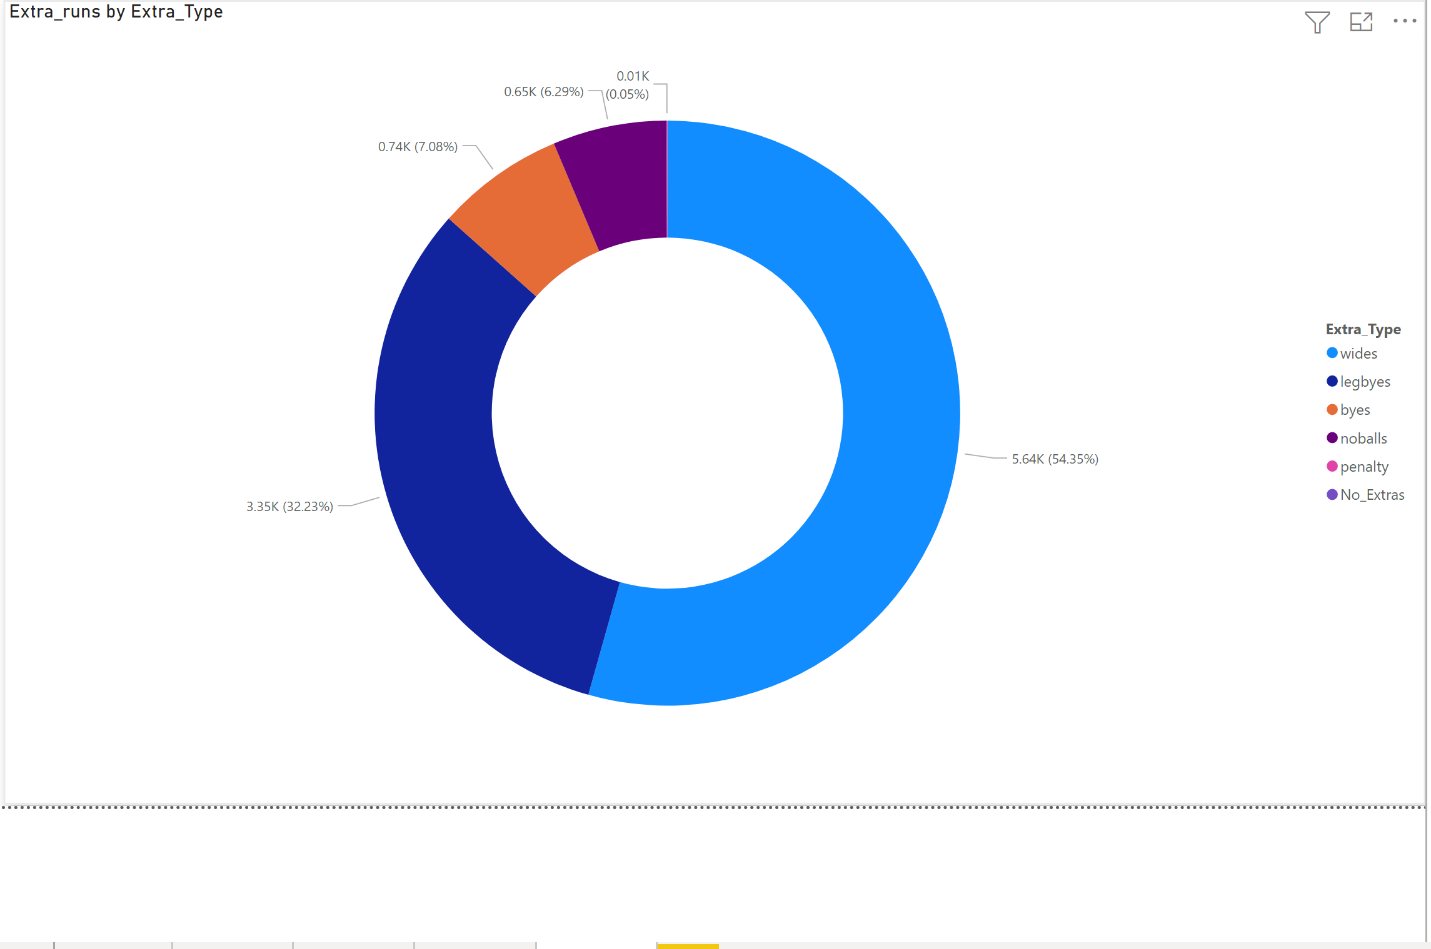 Extra_runs by Extra_Type
0.01K
(0.05%)
0.65K (6.29%)
0.74K (7.08%)
5.64K (54.35%)
3.35K (32.23%)
Extra_Type
wides
legbyes
byes
noballs
penalty
No_Extras